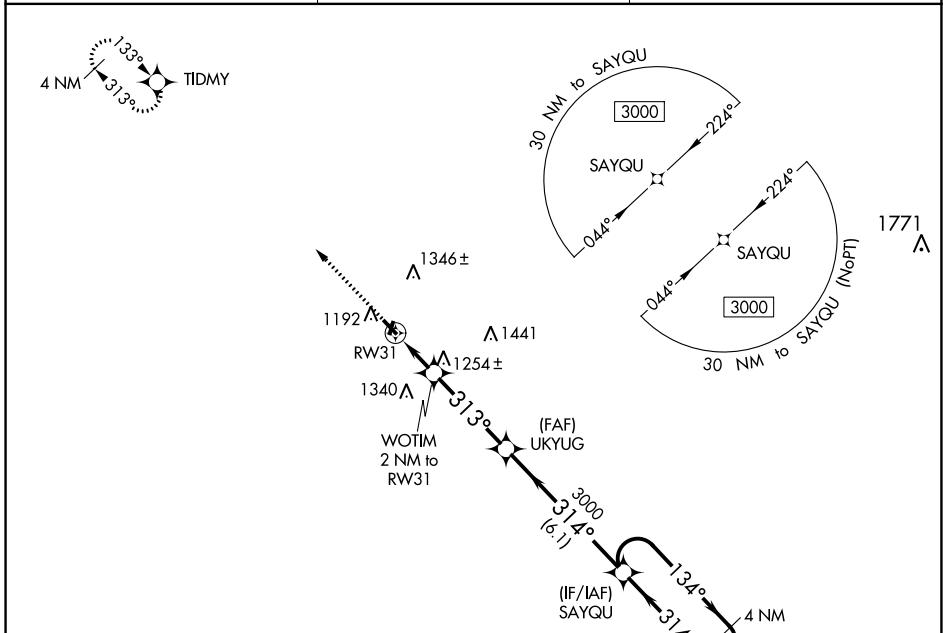 133°
4 NM
313°
TIDMY
30 NM to SAYQU
3000
224°
SAYQU
044°
224°
SAYQU
044°
3000
30 NM to SAYQU (NoPT)
1771
1346±
1192
1441
RW31
1254±
1340
313°
WOTIM
2 NM to
RW31
(FAF)
UKYUG
3000
314°
(6.1)
(IF/IAF)
SAYQU
134°
4 NM